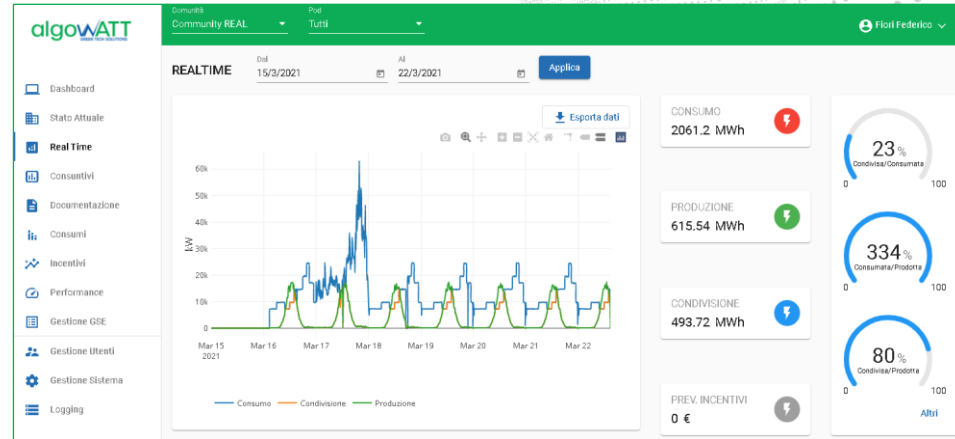 algoWATT
GREEN TECH SOLUTIONS
Comunità
Community REAL
Pod
Tutti
Fiori Federico
Dashboard
Stato Attuale
Real Time
Consuntivi
Documentazione
Consumi
Incentivi
Performance
Gestione GSE
Gestione Utenti
Gestione Sistema
Logging
REALTIME
Dal
15/3/2021
Al
22/3/2021
Applica
Esporta dati
kW
60k
50k
40k
30k
20k
10k
0
Mar 15
2021
Mar 16
Mar 17
Mar 18
Mar 19
Mar 20
Mar 21
Mar 22
Consumo
Condivisione
Produzione
CONSUMO
2061.2 MWh
PRODUZIONE
615.54 MWh
CONDIVISIONE
493.72 MWh
PREV. INCENTIVI
0 €
23 %
Condivisa/Consumata
0
100
334 %
Consumata/Prodotta
0
100
80 %
Condivisa/Prodotta
0
100
Altri